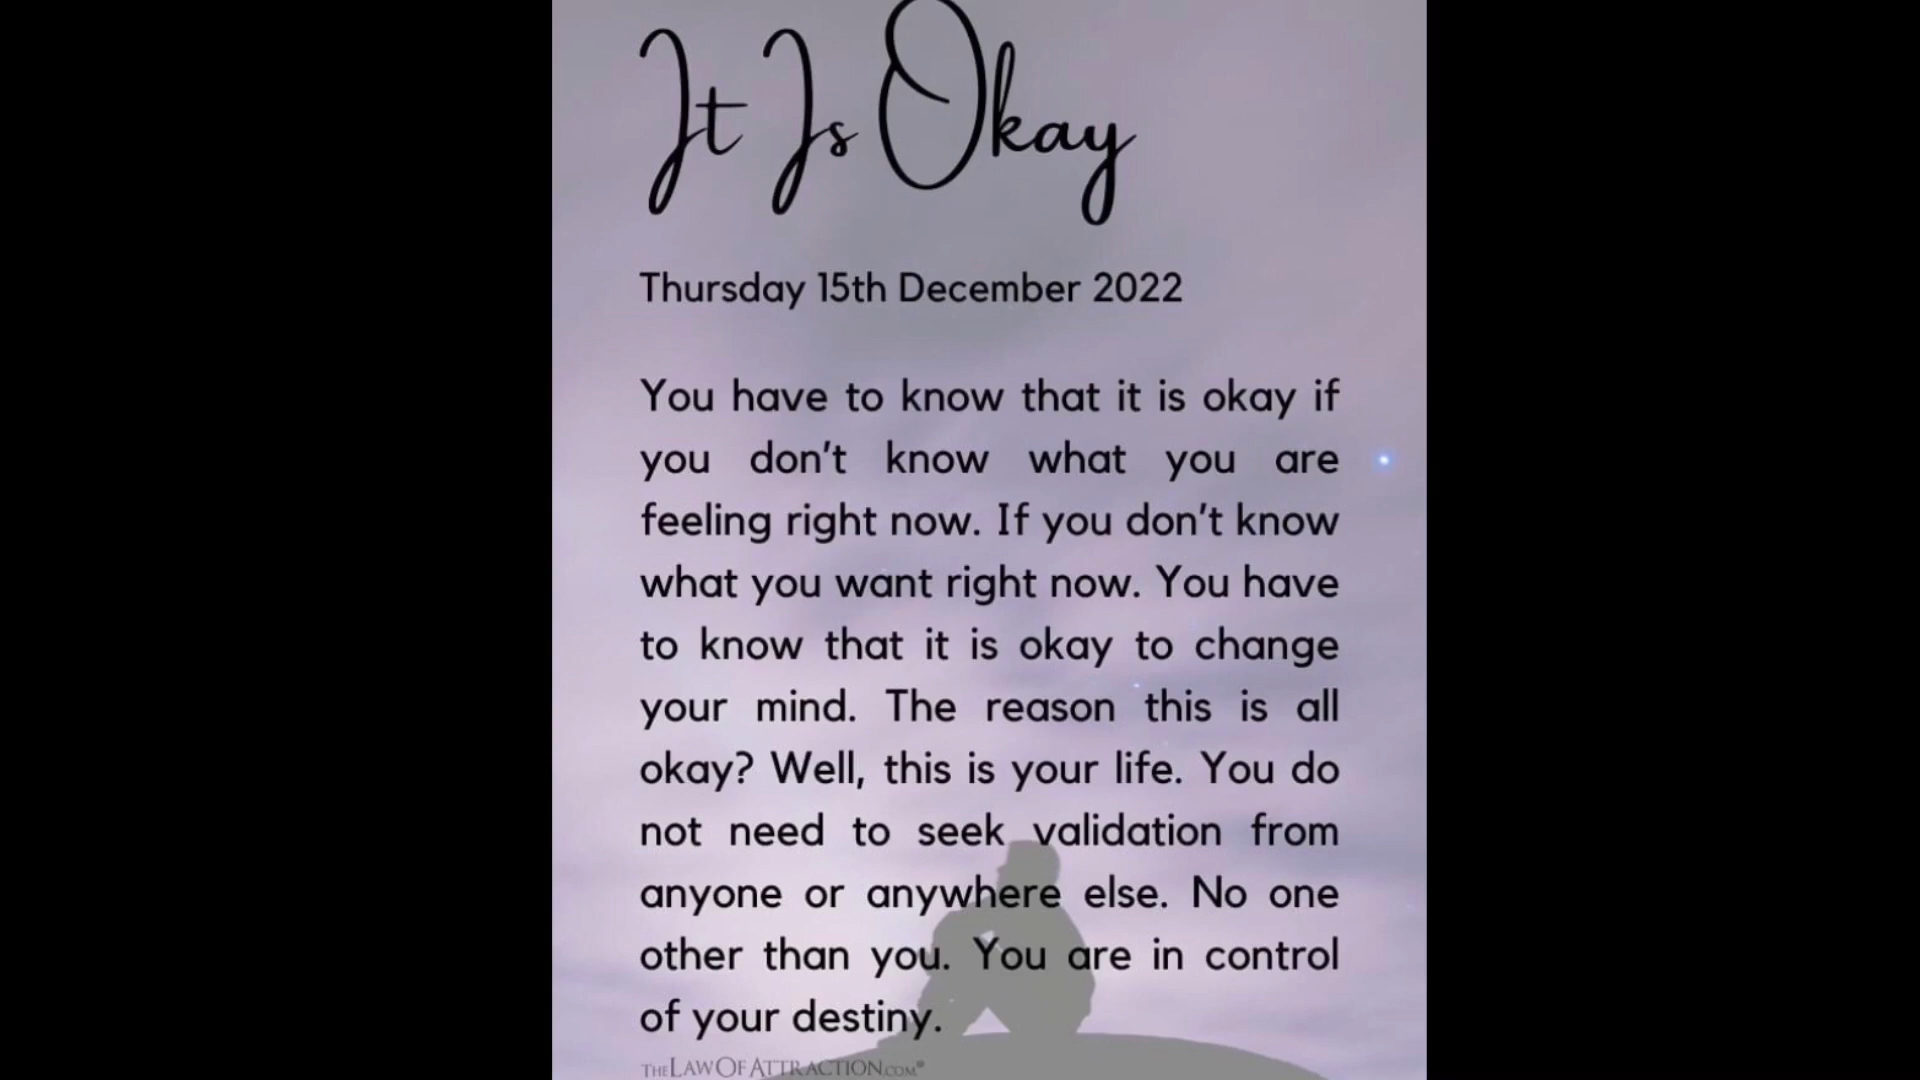 It Is Okay
Thursday 15th December 2022
You have to know that it is okay if
you don't know what you are
feeling right now. If you don't know
what you want right now. You have
to know that it is okay to change
your mind. The reason this is all
okay? Well, this is your life. You do
not need to seek validation from
anyone or anywhere else. No one
other than you. You are in control
of your destiny.
THELAWOFATTRACTION.COM®